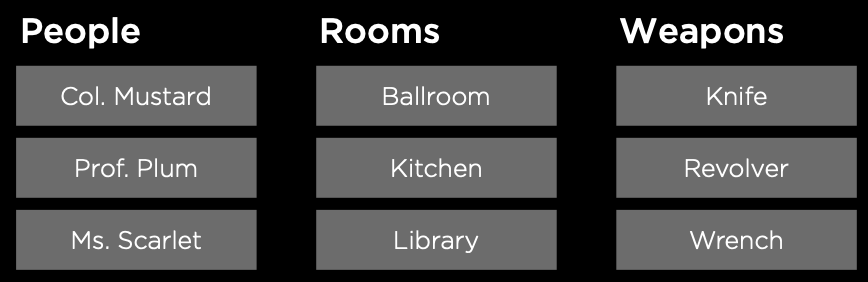 People
Rooms
Weapons
Col. Mustard
Ballroom
Knife
Prof. Plum
Kitchen
Revolver
Ms. Scarlet
Library
Wrench